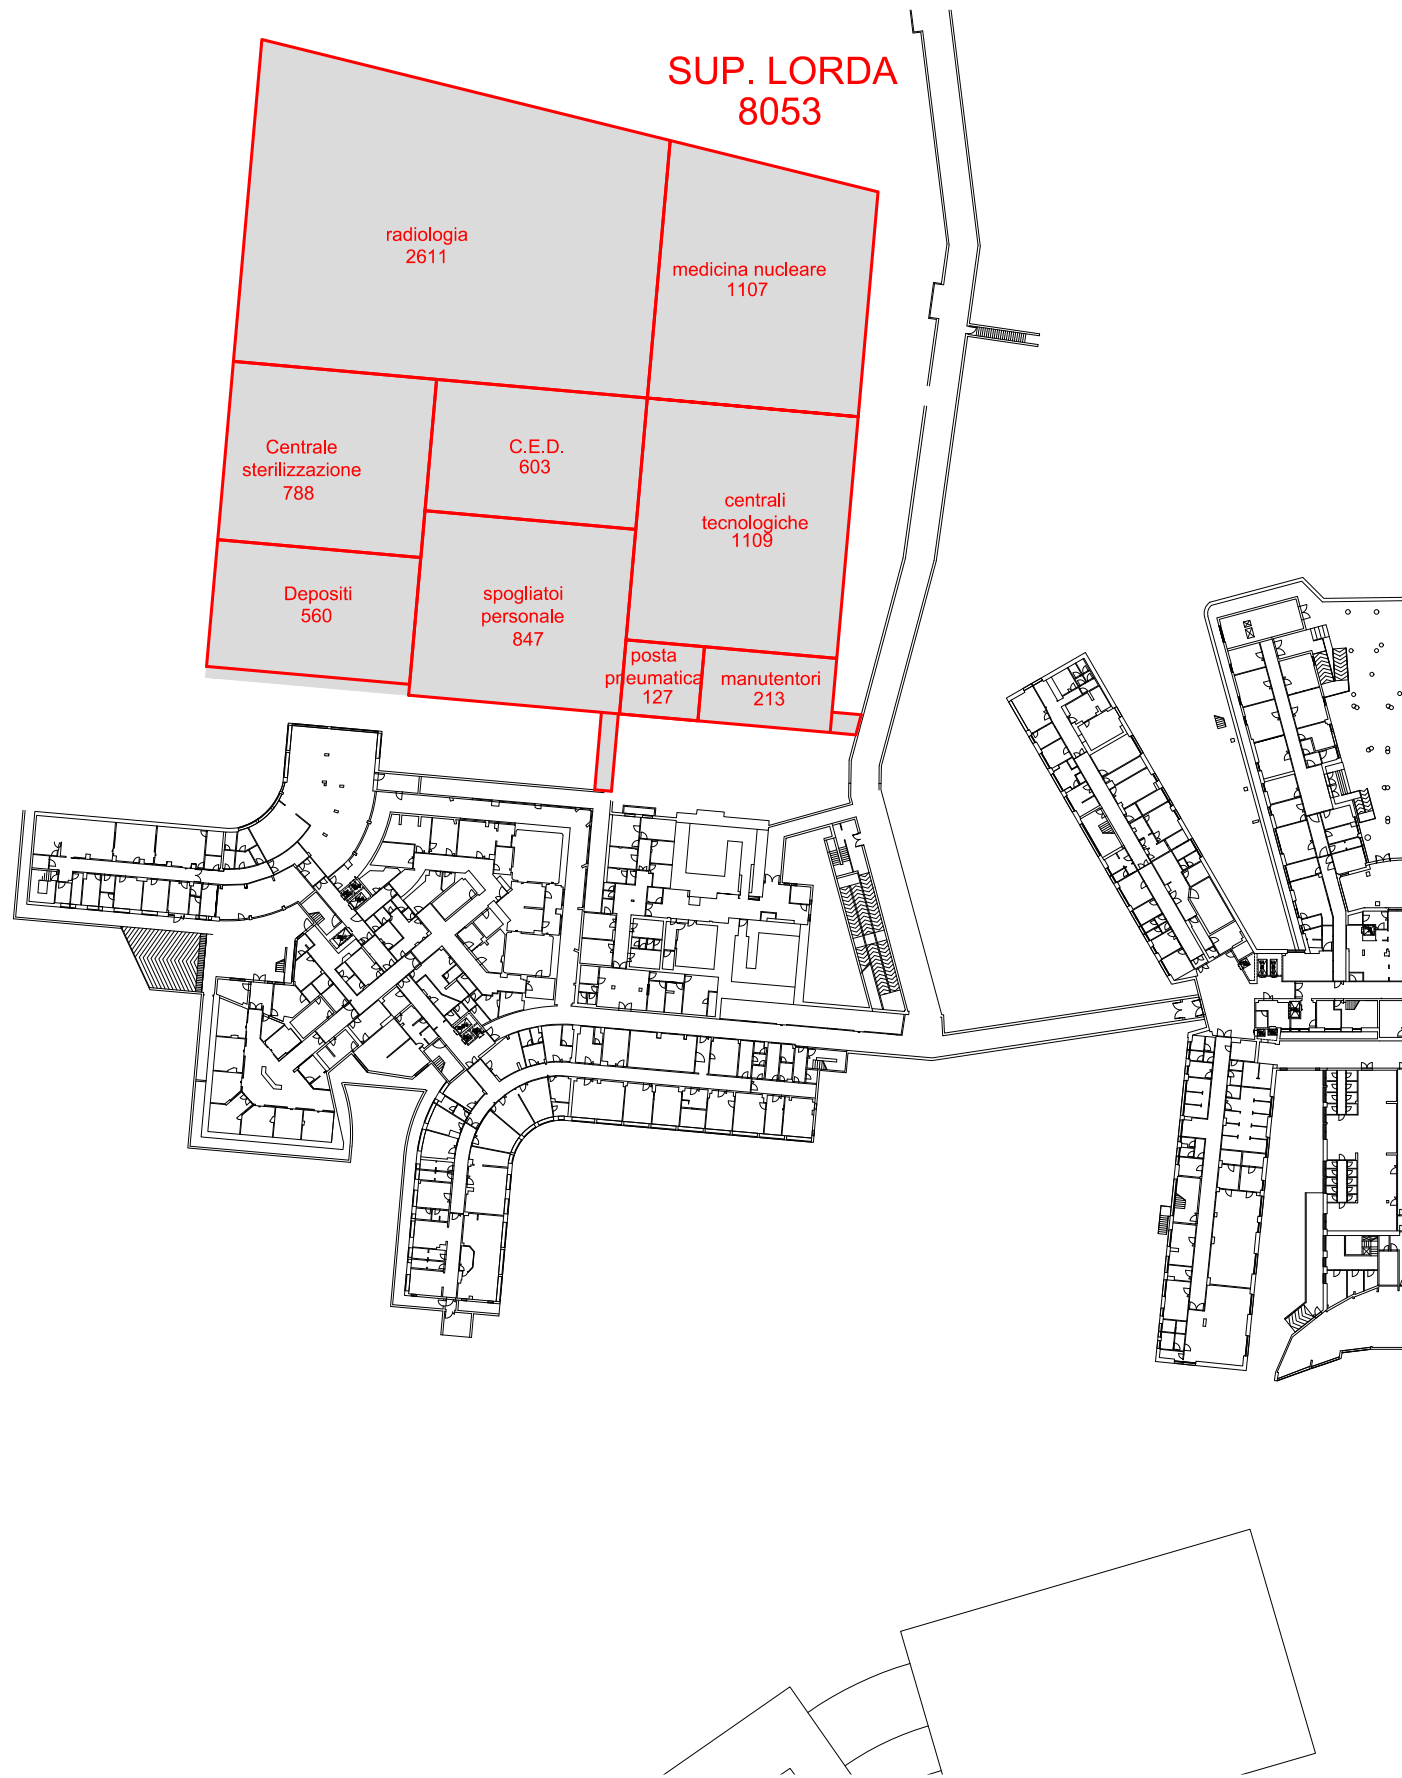 SUP. LORDA
8053
radiologia
2611
medicina nucleare
1107
Centrale
sterilizzazione
788
C.E.D.
603
centrali
tecnologiche
1109
Depositi
560
spogliatoi
personale
847
posta
pneumatica
127
manutentori
213